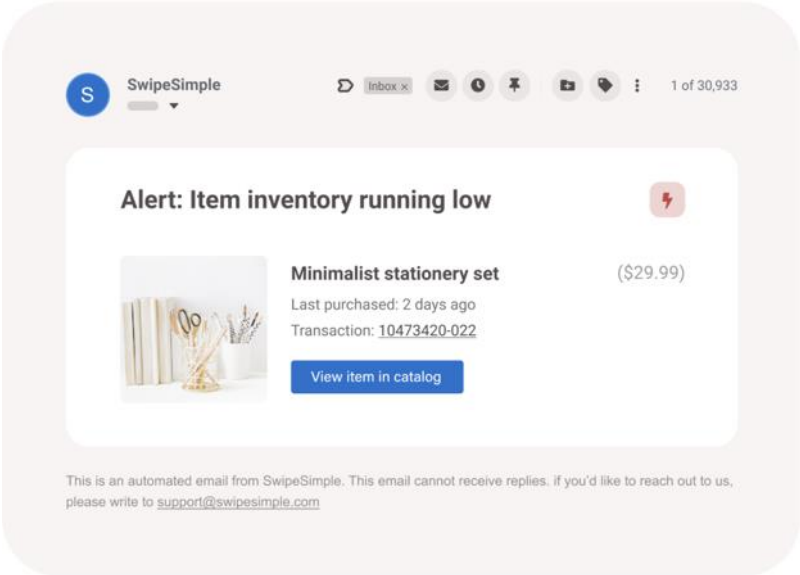 S
SwipeSimple
Inbox ×
1 of 30,933
Alert: Item inventory running low
Minimalist stationery set
($29.99)
Last purchased: 2 days ago
Transaction: 10473420-022
View item in catalog
This is an automated email from SwipeSimple. This email cannot receive replies. if you'd like to reach out to us,
please write to support@swipesimple.com